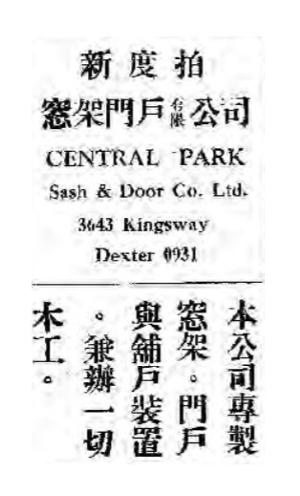 新度拍
窓架門戶有限公司
CENTRAL PARK
Sash & Door Co. Ltd.
3643 Kingsway
Dexter 0931
本公司專製
窓架。門戶
與舖戶裝置
。兼辦一切
木工。